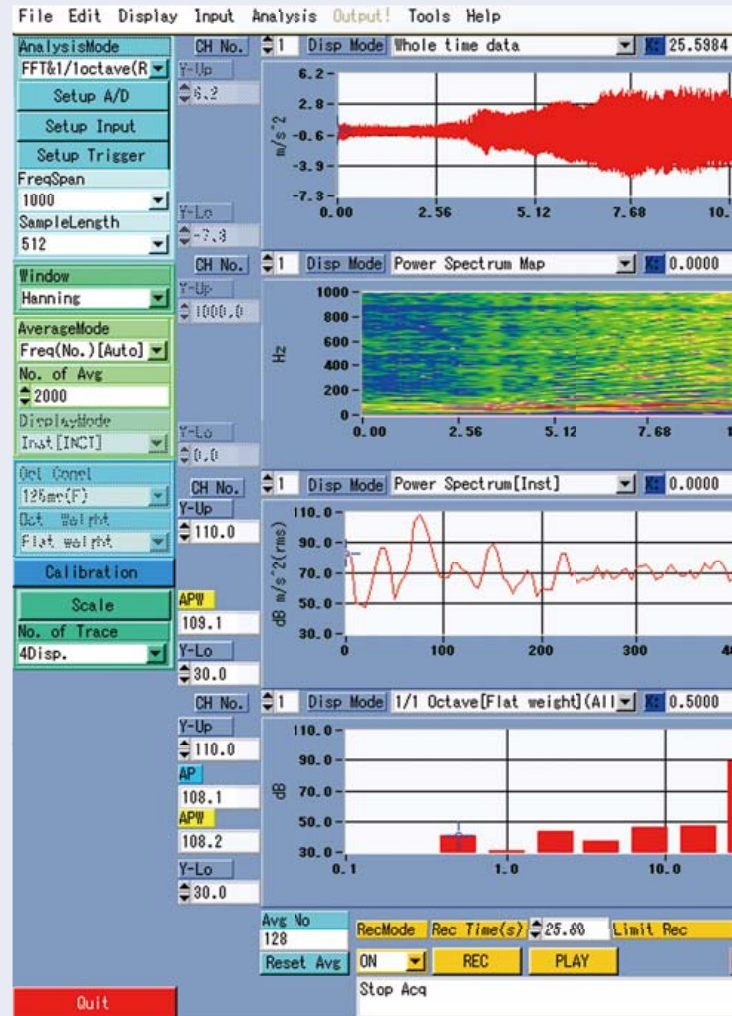 File Edit Display Input Analysis Output! Tools Help
AnalysisMode
FFT&1/1octave(R
Setup A/D
Setup Input
Setup Trigger
FreqSpan
1000
SampleLength
512
Window
Hanning
AverageMode
Freq(No.)[Auto]
No. of Avg
2000
DisplayMode
Calibration
Scale
No. of Trace
4Disp.
Quit
CH No. 1 Disp Mode Whole time data X: 25.5984
Y-Up
6.2
Y-Lo
-7.3
m/s^2
6.2
2.8
-0.6
-3.9
-7.3
0.00 2.56 5.12 7.68 10.
CH No. 1 Disp Mode Power Spectrum Map X: 0.0000
Y-Up
1000.0
Y-Lo
0.0
Hz
1000
800
600
400
200
0
0.00 2.56 5.12 7.68 1
CH No. 1 Disp Mode Power Spectrum[Inst] X: 0.0000
Y-Up
110.0
APW
109.1
Y-Lo
30.0
dB m/s^2(rms)
110.0
90.0
70.0
50.0
30.0
0 100 200 300 40
CH No. 1 Disp Mode 1/1 Octave[Flat weight](All X: 0.5000
Y-Up
110.0
AP
108.1
APW
108.2
Y-Lo
30.0
dB
110.0
90.0
70.0
50.0
30.0
0.1 1.0 10.0
Avg No
128
Reset Avg
RecMode Rec Time(s) 25.60 Limit Rec
ON REC PLAY
Stop Acq